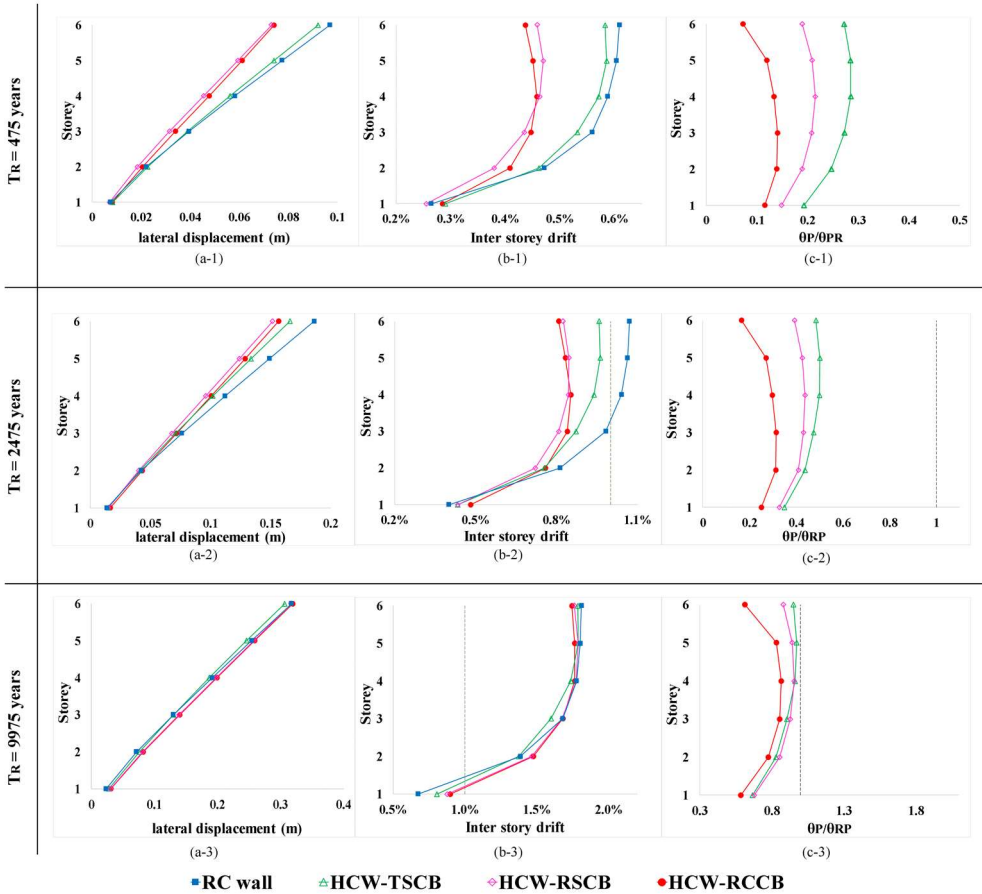 TR = 475 years
Storey
6
5
4
3
2
1
0 0.02 0.04 0.06 0.08 0.1
lateral displacement (m)
(a-1)
6
5
4
3
2
1
0.2% 0.3% 0.5% 0.6%
Inter storey drift
(b-1)
6
5
4
3
2
1
0 0.1 0.2 0.3 0.4 0.5
θP/θPR
(c-1)
TR = 2475 years
Storey
6
5
4
3
2
1
0 0.05 0.1 0.15 0.2
lateral displacement (m)
(a-2)
Storey
6
5
4
3
2
1
0.2% 0.5% 0.8% 1.1%
Inter storey drift
(b-2)
6
5
4
3
2
1
0 0.2 0.4 0.6 0.8 1
θP/θRP
(c-2)
TR = 9975 years
Storey
6
5
4
3
2
1
0 0.1 0.2 0.3 0.4
lateral displacement (m)
(a-3)
Storey
6
5
4
3
2
1
0.5% 1.0% 1.5% 2.0%
Inter story drift
(b-3)
6
5
4
3
2
1
0.3 0.8 1.3 1.8
θP/θRP
(c-3)
RC wall HCW-TSCB HCW-RSCB HCW-RCCB